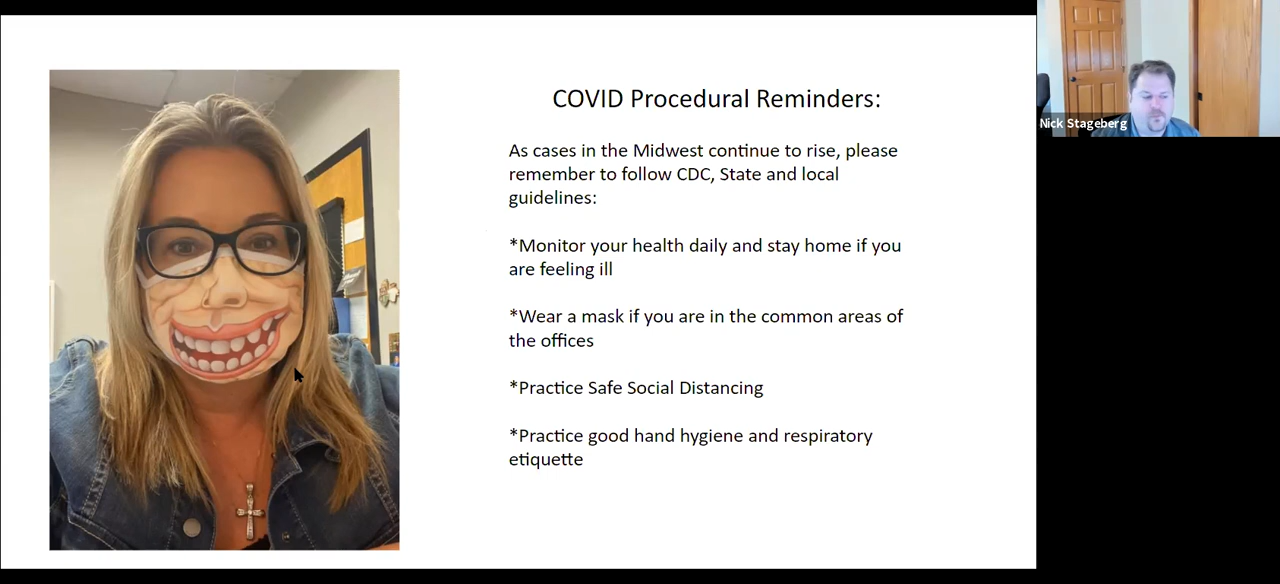 COVID Procedural Reminders:
As cases in the Midwest continue to rise, please
remember to follow CDC, State and local
guidelines:
*Monitor your health daily and stay home if you
are feeling ill
*Wear a mask if you are in the common areas of
the offices
*Practice Safe Social Distancing
*Practice good hand hygiene and respiratory
etiquette
Nick Stageberg